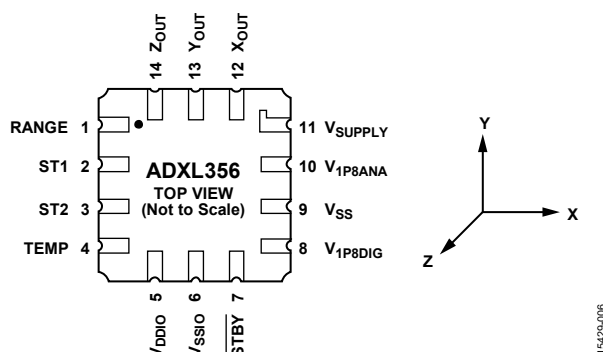 14 ZOUT
13 YOUT
12 XOUT
RANGE 1
ST1 2
ST2 3
TEMP 4
ADXL356
TOP VIEW
(Not to Scale)
11 VSUPPLY
10 V1P8ANA
9 VSS
8 V1P8DIG
VDDIO 5
VSSIO 6
STBY 7
Y
X
Z
15429-006